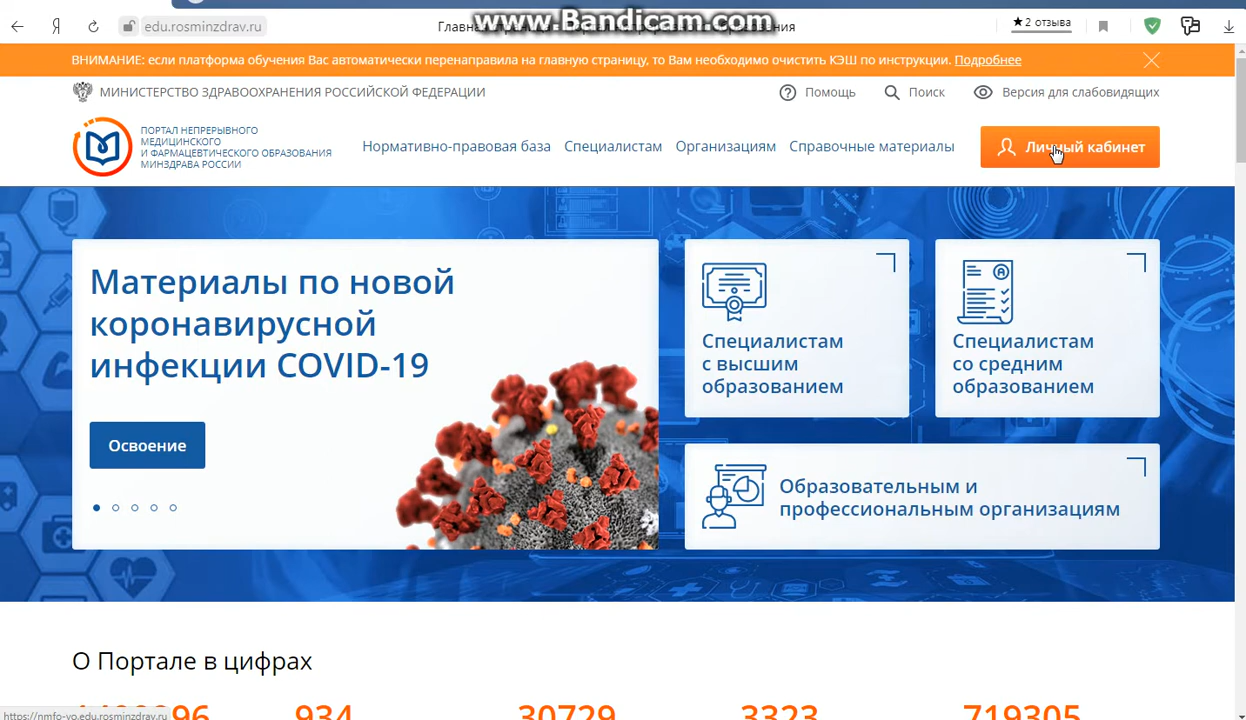 www.Bandicam.com
Я
edu.rosminzdrav.ru
★ 2 отзыва
ВНИМАНИЕ: если платформа обучения Вас автоматически перенаправила на главную страницу, то Вам необходимо очистить КЭШ по инструкции. Подробнее
МИНИСТЕРСТВО ЗДРАВООХРАНЕНИЯ РОССИЙСКОЙ ФЕДЕРАЦИИ
Помощь
Поиск
Версия для слабовидящих
ПОРТАЛ НЕПРЕРЫВНОГО
МЕДИЦИНСКОГО
И ФАРМАЦЕВТИЧЕСКОГО ОБРАЗОВАНИЯ
МИНЗДРАВА РОССИИ
Нормативно-правовая база
Специалистам
Организациям
Справочные материалы
Личный кабинет
Материалы по новой
коронавирусной
инфекции COVID-19
Освоение
Специалистам
с высшим
образованием
Специалистам
со средним
образованием
Образовательным и
профессиональным организациям
О Портале в цифрах
934
30729
3323
719305
https://nmfo-vo.edu.rosminzdrav.ru